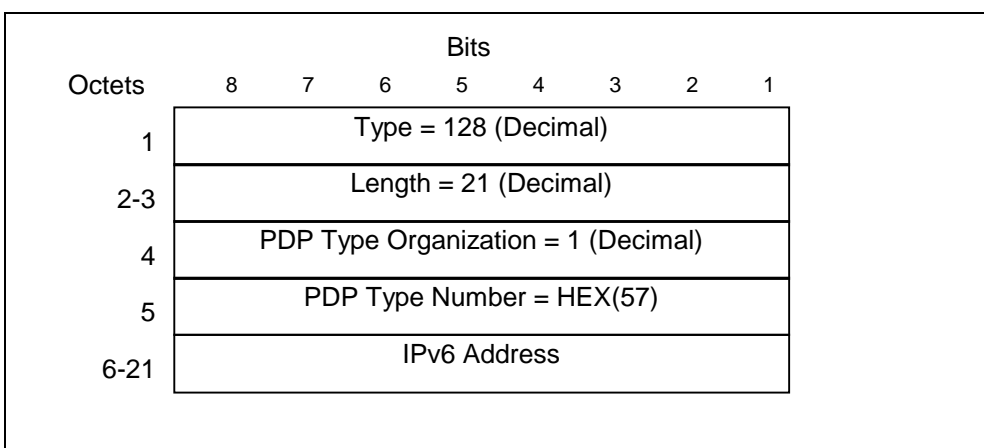 Bits
Octets 8 7 6 5 4 3 2 1
1 Type = 128 (Decimal)
2-3 Length = 21 (Decimal)
4 PDP Type Organization = 1 (Decimal)
5 PDP Type Number = HEX(57)
6-21 IPv6 Address